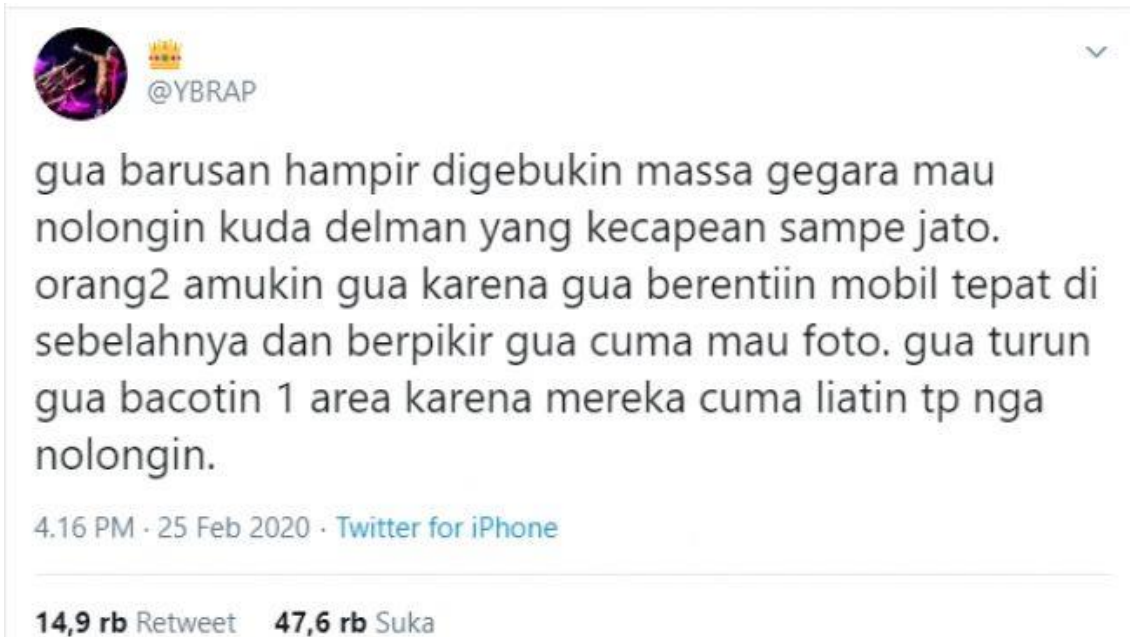 👑
@YBRAP
gua barusan hampir digebukin massa gegara mau
nolongin kuda delman yang kecapean sampe jato.
orang2 amukin gua karena gua berentiin mobil tepat di
sebelahnya dan berpikir gua cuma mau foto. gua turun
gua bacotin 1 area karena mereka cuma liatin tp nga
nolongin.
4.16 PM · 25 Feb 2020 · Twitter for iPhone
14,9 rb Retweet 47,6 rb Suka